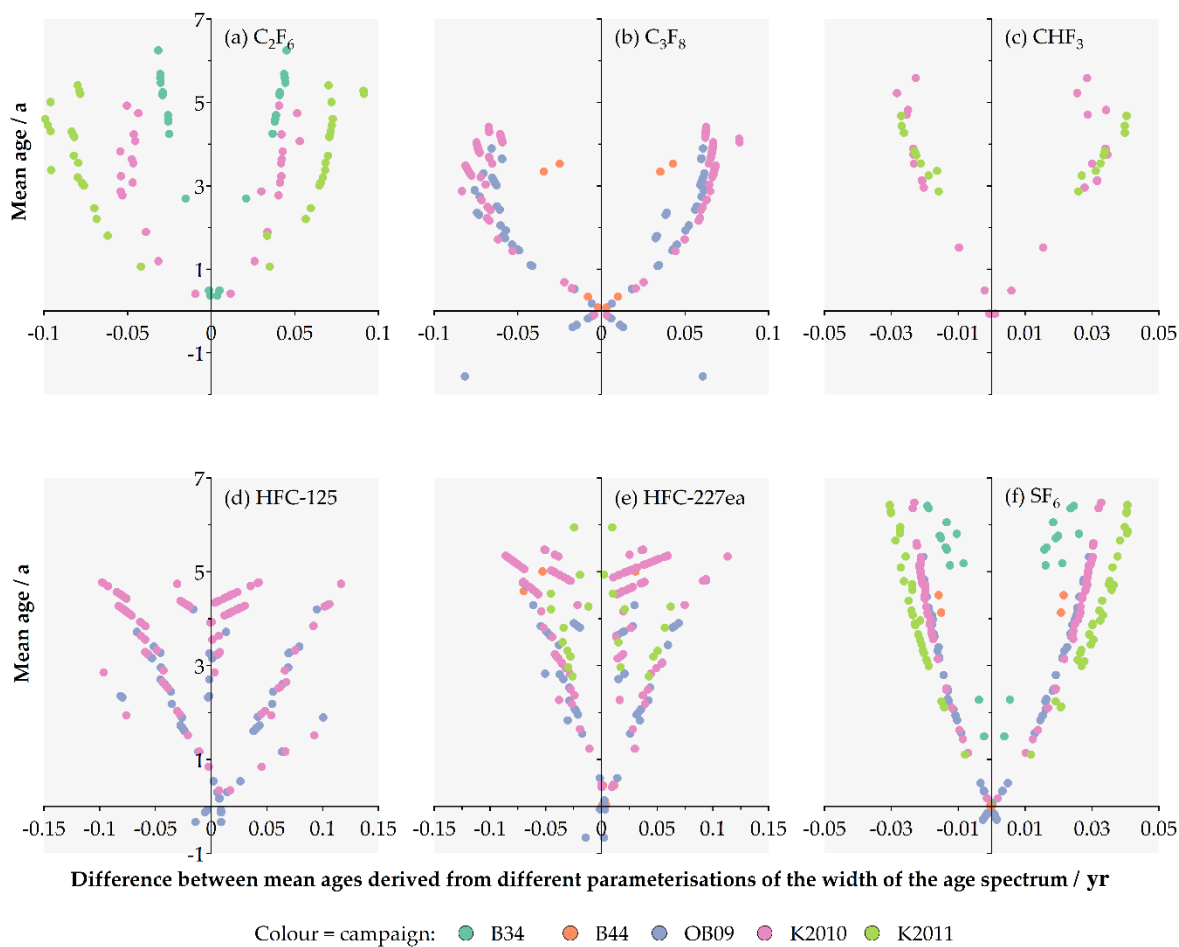 7
(a) C₂F₆
(b) C₃F₈
(c) CHF₃
5
3
1
-1
Mean age / a
-0.1 -0.05 0 0.05 0.1
-0.1 -0.05 0 0.05 0.1
-0.05 -0.03 -0.01 0.01 0.03 0.05
7
(d) HFC-125
(e) HFC-227ea
(f) SF₆
5
3
1
-1
Mean age / a
-0.15 -0.1 -0.05 0 0.05 0.1 0.15
-0.15 -0.1 -0.05 0 0.05 0.1 0.15
-0.05 -0.03 -0.01 0.01 0.03 0.05
Difference between mean ages derived from different parameterisations of the width of the age spectrum / yr
Colour = campaign: B34 B44 OB09 K2010 K2011